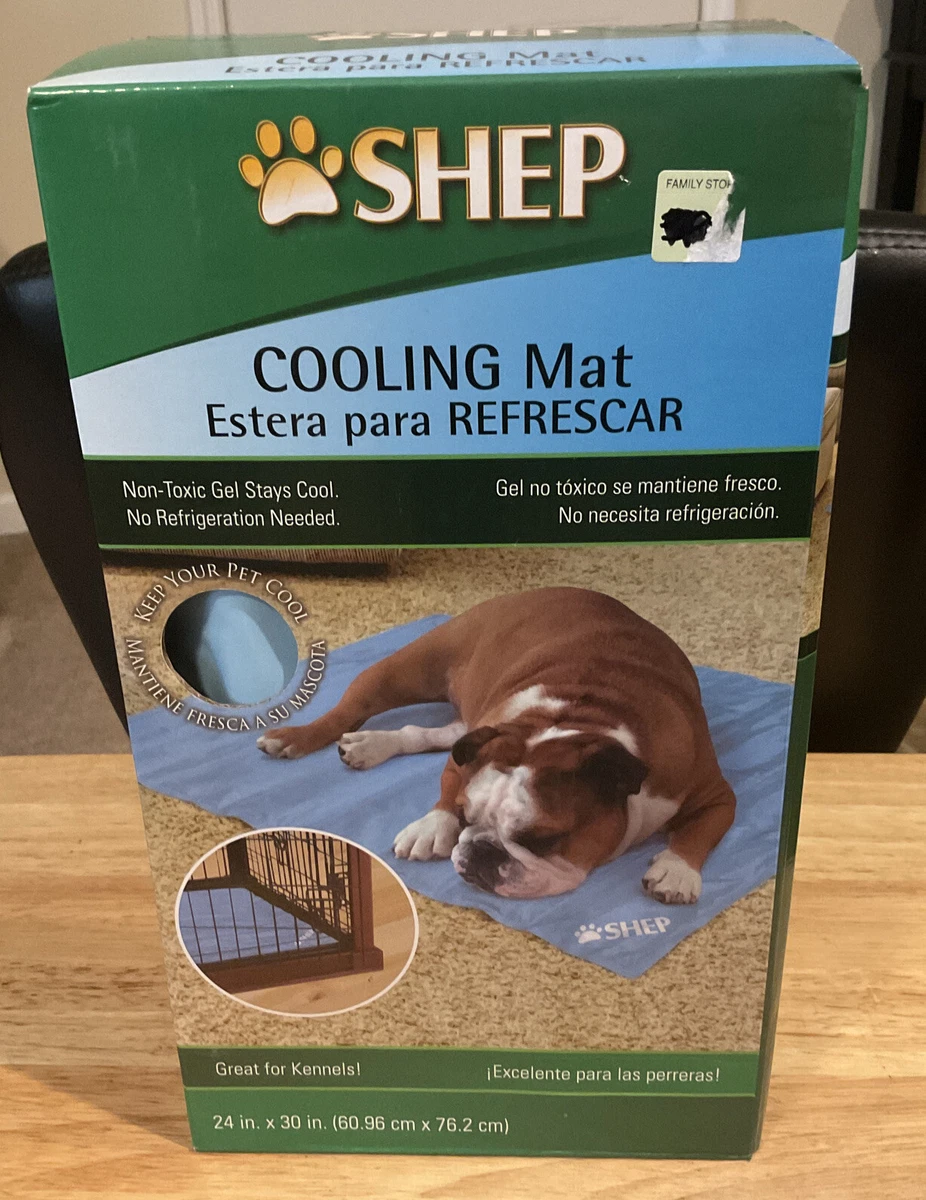 SHEP
COOLING Mat
Estera para REFRESCAR
SHEP
FAMILY STO
COOLING Mat
Estera para REFRESCAR
Non-Toxic Gel Stays Cool.
No Refrigeration Needed.
Gel no tóxico se mantiene fresco.
No necesita refrigeración.
KEEP YOUR PET COOL
MANTIENE FRESCA A SU MASCOTA
SHEP
Great for Kennels!
¡Excelente para las perreras!
24 in. x 30 in. (60.96 cm x 76.2 cm)